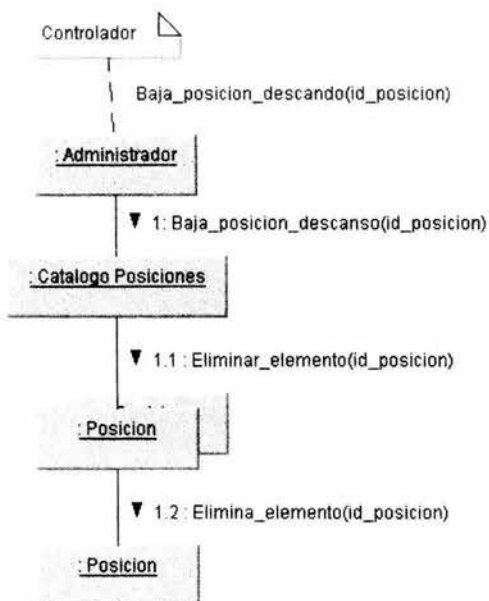 Controlador
Baja_posicion_descando(id_posicion)
: Administrador
1: Baja_posicion_descanso(id_posicion)
: Catalogo Posiciones
1.1 : Eliminar_elemento(id_posicion)
: Posicion
1.2 : Elimina_elemento(id_posicion)
: Posicion